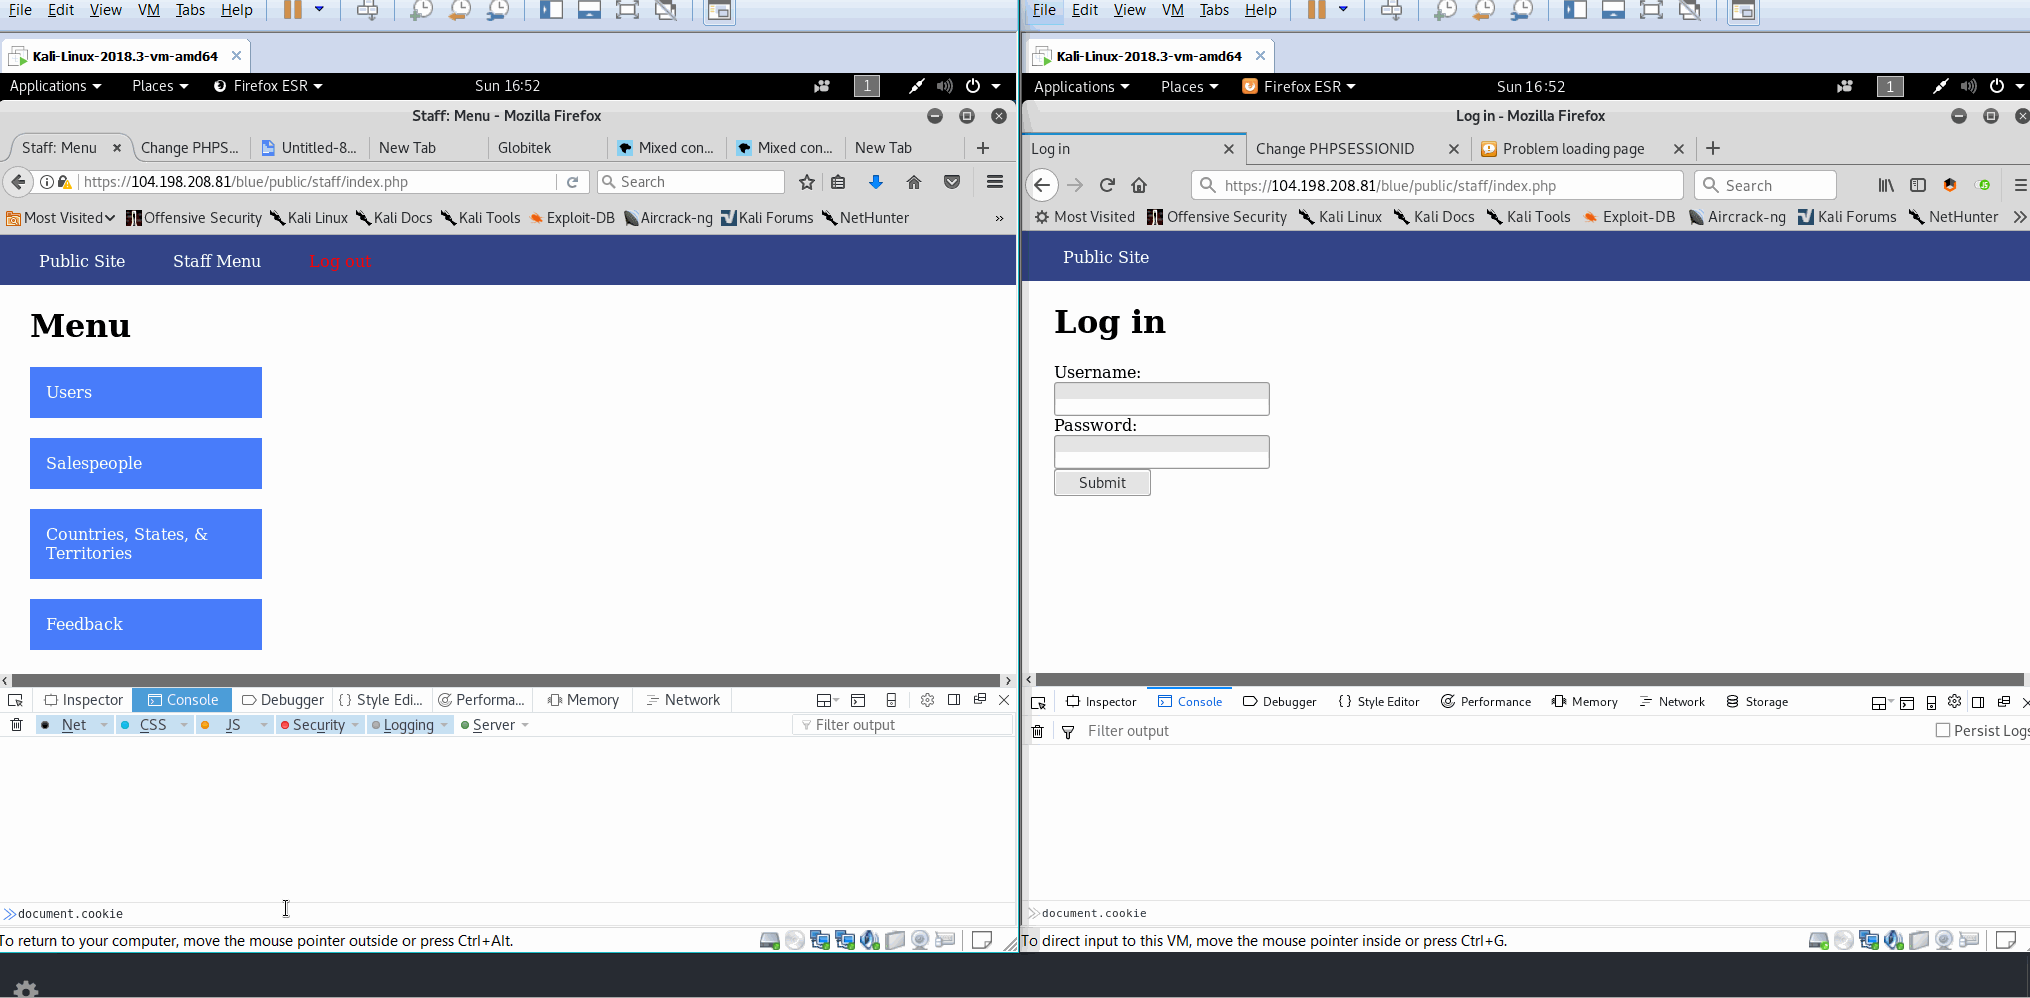 File Edit View VM Tabs Help
Kali-Linux-2018.3-vm-amd64
Applications Places Firefox ESR Sun 16:52 1
Staff: Menu - Mozilla Firefox
Staff: Menu Change PHPS... Untitled-8... New Tab Globitek Mixed con... Mixed con... New Tab
https://104.198.208.81/blue/public/staff/index.php Search
Most Visited Offensive Security Kali Linux Kali Docs Kali Tools Exploit-DB Aircrack-ng Kali Forums NetHunter »
Public Site Staff Menu Log out
Menu
Users
Salespeople
Countries, States, &
Territories
Feedback
Inspector Console Debugger Style Edi... Performa... Memory Network
Net CSS JS Security Logging Server Filter output
document.cookie
To return to your computer, move the mouse pointer outside or press Ctrl+Alt.
File Edit View VM Tabs Help
Kali-Linux-2018.3-vm-amd64
Applications Places Firefox ESR Sun 16:52 1
Log in - Mozilla Firefox
Log in Change PHPSESSIONID Problem loading page
https://104.198.208.81/blue/public/staff/index.php Search
Most Visited Offensive Security Kali Linux Kali Docs Kali Tools Exploit-DB Aircrack-ng Kali Forums NetHunter
Public Site
Log in
Username:
Password:
Submit
Inspector Console Debugger Style Editor Performance Memory Network Storage
Filter output Persist Logs
document.cookie
To direct input to this VM, move the mouse pointer inside or press Ctrl+G.